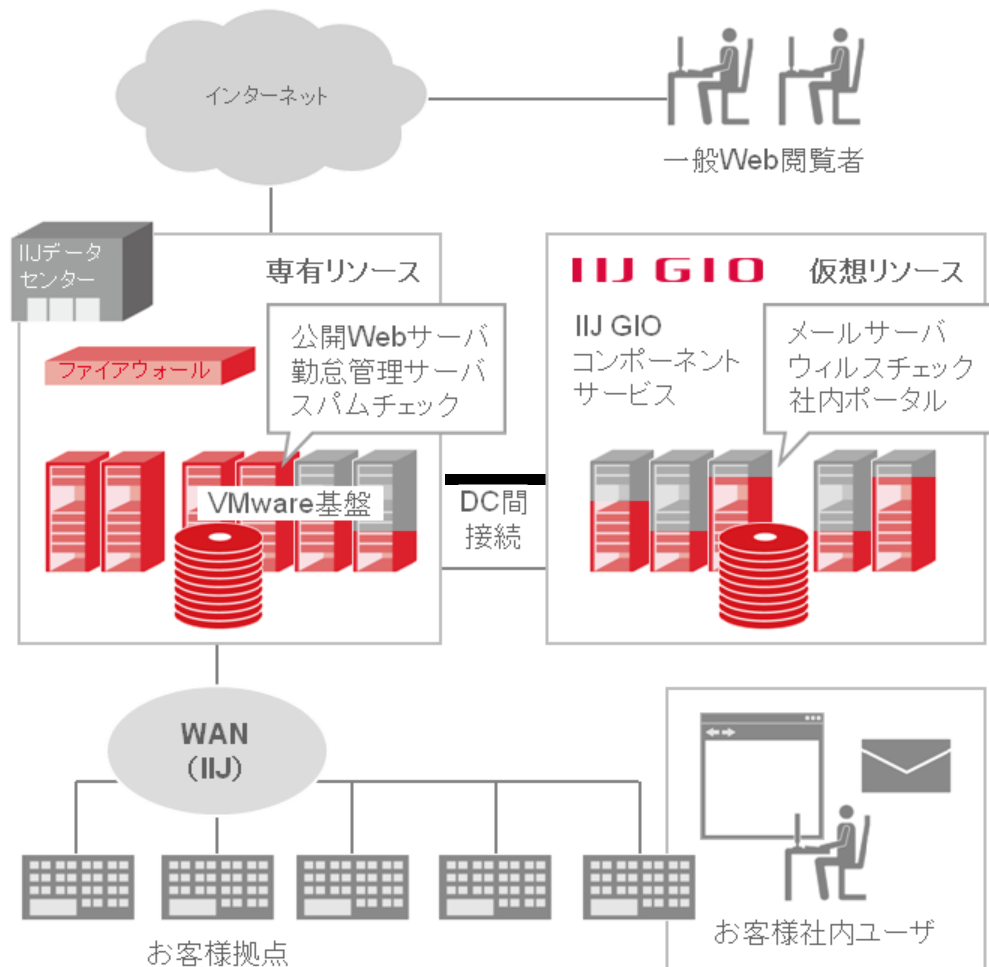 インターネット
一般Web閲覧者
IIJデータ
センター
専有リソース
IIJ GIO
仮想リソース
公開Webサーバ
勤怠管理サーバ
スパムチェック
IIJ GIO
コンポーネント
サービス
メールサーバ
ウィルスチェック
社内ポータル
ファイアウォール
VMware基盤
DC間
接続
WAN
（IIJ）
お客様拠点
お客様社内ユーザ